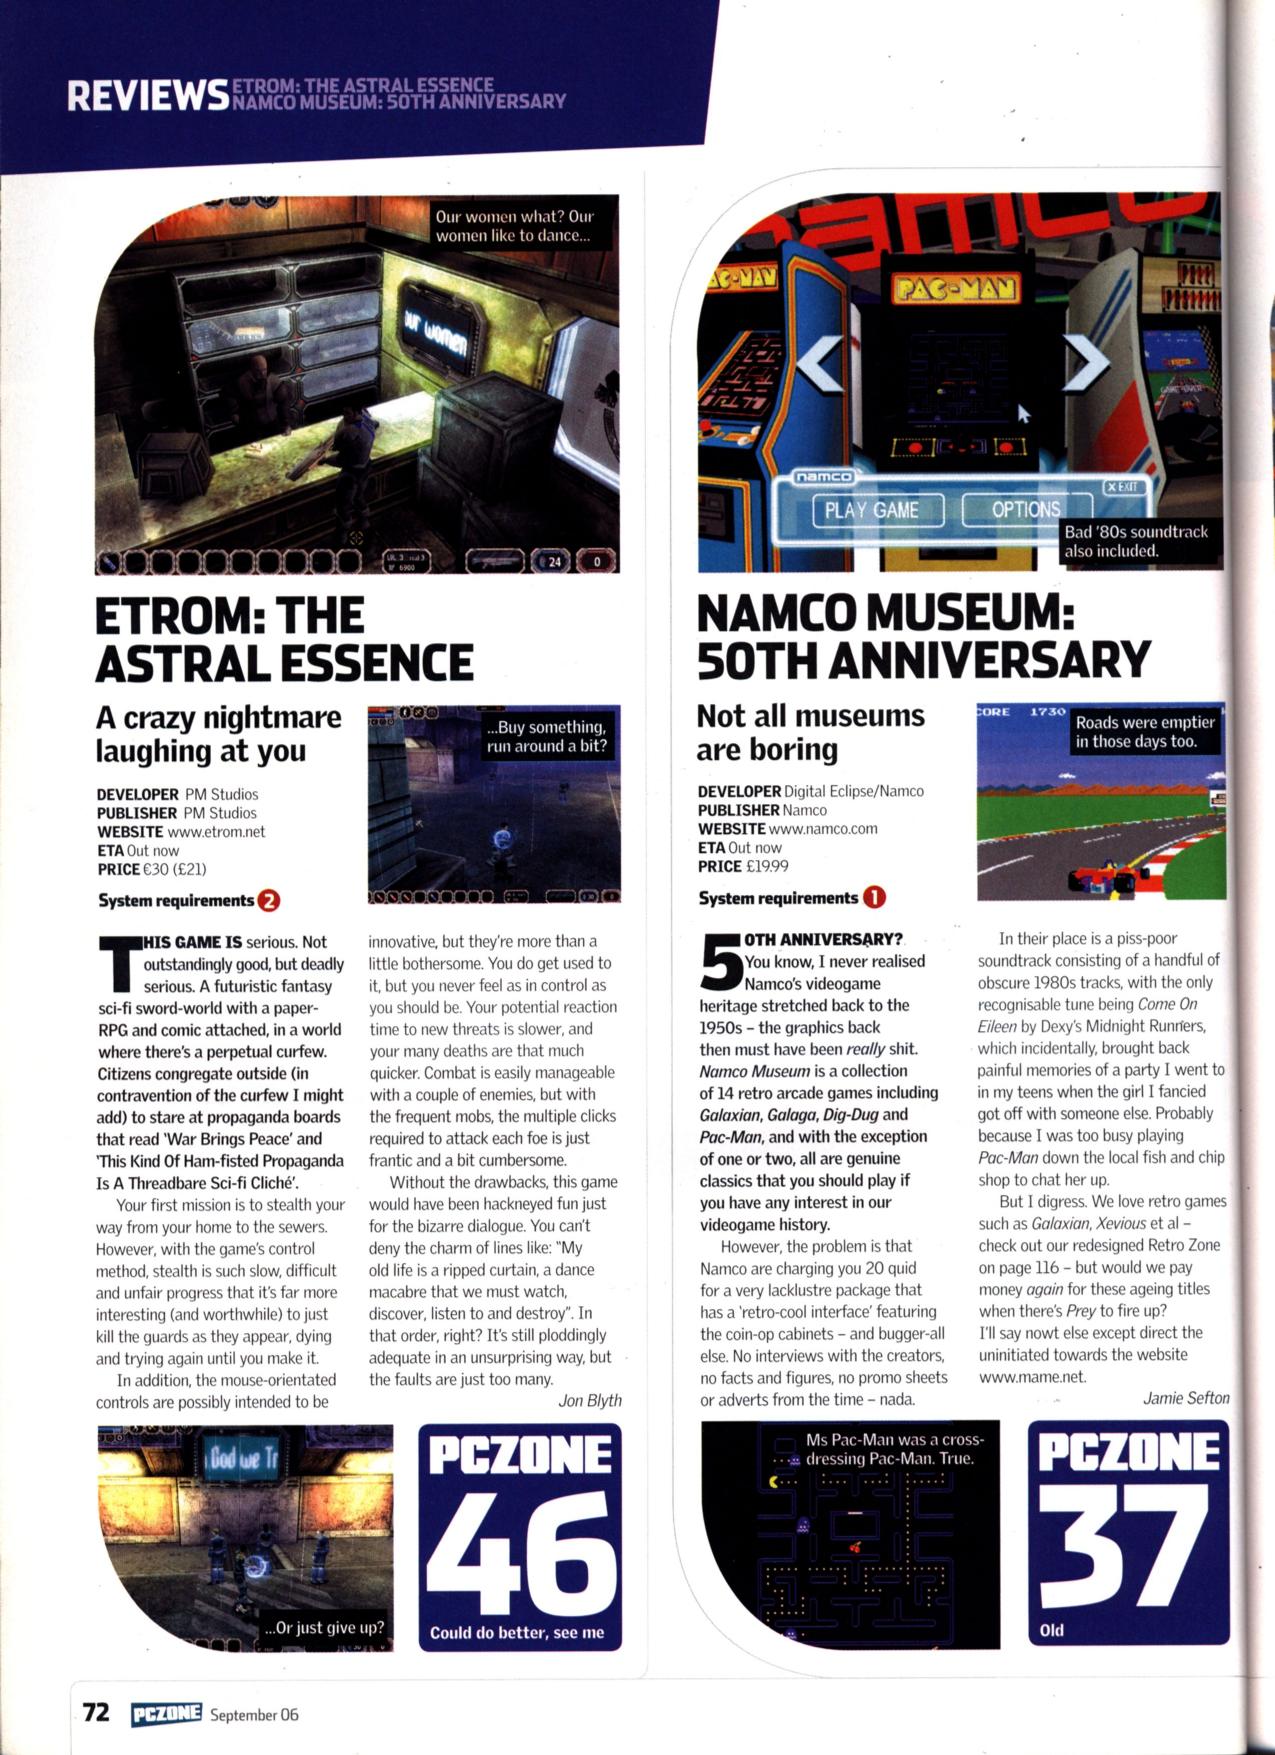 REVIEWS
ETROM: THE ASTRAL ESSENCE
NAMCO MUSEUM: 50TH ANNIVERSARY
Our women what? Our
women like to dance...
our women
24
0
ETROM: THE
ASTRAL ESSENCE
A crazy nightmare
laughing at you
...Buy something,
run around a bit?
DEVELOPER PM Studios
PUBLISHER PM Studios
WEBSITE www.etrom.net
ETA Out now
PRICE €30 (£21)
System requirements 2
THIS GAME IS serious. Not
outstandingly good, but deadly
serious. A futuristic fantasy
sci-fi sword-world with a paper-
RPG and comic attached, in a world
where there's a perpetual curfew.
Citizens congregate outside (in
contravention of the curfew I might
add) to stare at propaganda boards
that read 'War Brings Peace' and
'This Kind Of Ham-fisted Propaganda
Is A Threadbare Sci-fi Cliché'.
Your first mission is to stealth your
way from your home to the sewers.
However, with the game's control
method, stealth is such slow, difficult
and unfair progress that it's far more
interesting (and worthwhile) to just
kill the guards as they appear, dying
and trying again until you make it.
In addition, the mouse-orientated
controls are possibly intended to be
innovative, but they're more than a
little bothersome. You do get used to
it, but you never feel as in control as
you should be. Your potential reaction
time to new threats is slower, and
your many deaths are that much
quicker. Combat is easily manageable
with a couple of enemies, but with
the frequent mobs, the multiple clicks
required to attack each foe is just
frantic and a bit cumbersome.
Without the drawbacks, this game
would have been hackneyed fun just
for the bizarre dialogue. You can't
deny the charm of lines like: "My
old life is a ripped curtain, a dance
macabre that we must watch,
discover, listen to and destroy". In
that order, right? It's still ploddingly
adequate in an unsurprising way, but
the faults are just too many.
Jon Blyth
God we Tr
...Or just give up?
PCZONE
46
Could do better, see me
namco
PAC-MAN
PAC-MAN
namco
X EXIT
PLAY GAME
OPTIONS
Bad '80s soundtrack
also included.
NAMCO MUSEUM:
50TH ANNIVERSARY
Not all museums
are boring
CORE 1730
Roads were emptier
in those days too.
DEVELOPER Digital Eclipse/Namco
PUBLISHER Namco
WEBSITE www.namco.com
ETA Out now
PRICE £19.99
System requirements 1
50TH ANNIVERSARY?
You know, I never realised
Namco's videogame
heritage stretched back to the
1950s – the graphics back
then must have been really shit.
Namco Museum is a collection
of 14 retro arcade games including
Galaxian, Galaga, Dig-Dug and
Pac-Man, and with the exception
of one or two, all are genuine
classics that you should play if
you have any interest in our
videogame history.
However, the problem is that
Namco are charging you 20 quid
for a very lacklustre package that
has a 'retro-cool interface' featuring
the coin-op cabinets – and bugger-all
else. No interviews with the creators,
no facts and figures, no promo sheets
or adverts from the time – nada.
In their place is a piss-poor
soundtrack consisting of a handful of
obscure 1980s tracks, with the only
recognisable tune being Come On
Eileen by Dexy's Midnight Runners,
which incidentally, brought back
painful memories of a party I went to
in my teens when the girl I fancied
got off with someone else. Probably
because I was too busy playing
Pac-Man down the local fish and chip
shop to chat her up.
But I digress. We love retro games
such as Galaxian, Xevious et al –
check out our redesigned Retro Zone
on page 116 – but would we pay
money again for these ageing titles
when there's Prey to fire up?
I'll say nowt else except direct the
uninitiated towards the website
www.mame.net.
Jamie Sefton
Ms Pac-Man was a cross-
dressing Pac-Man. True.
PCZONE
37
Old
72 PCZONE September 06